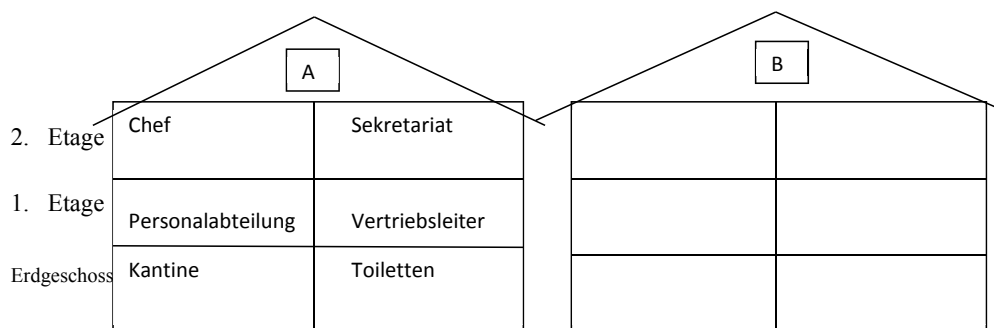 A
B
2. Etage
Chef
Sekretariat
1. Etage
Personalabteilung
Vertriebsleiter
Erdgeschoss
Kantine
Toiletten